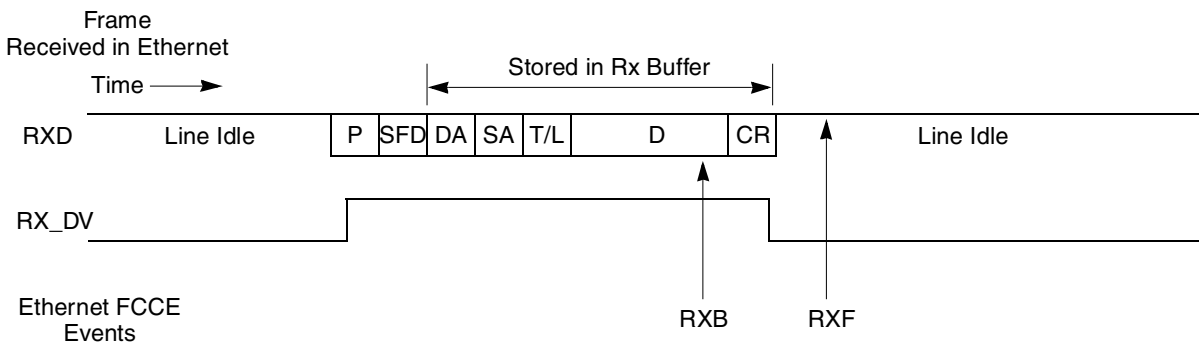 Frame
Received in Ethernet
Stored in Rx Buffer
Time
RXD
Line Idle
P
SFD
DA
SA
T/L
D
CR
Line Idle
RX_DV
Ethernet FCCE
Events
RXB
RXF